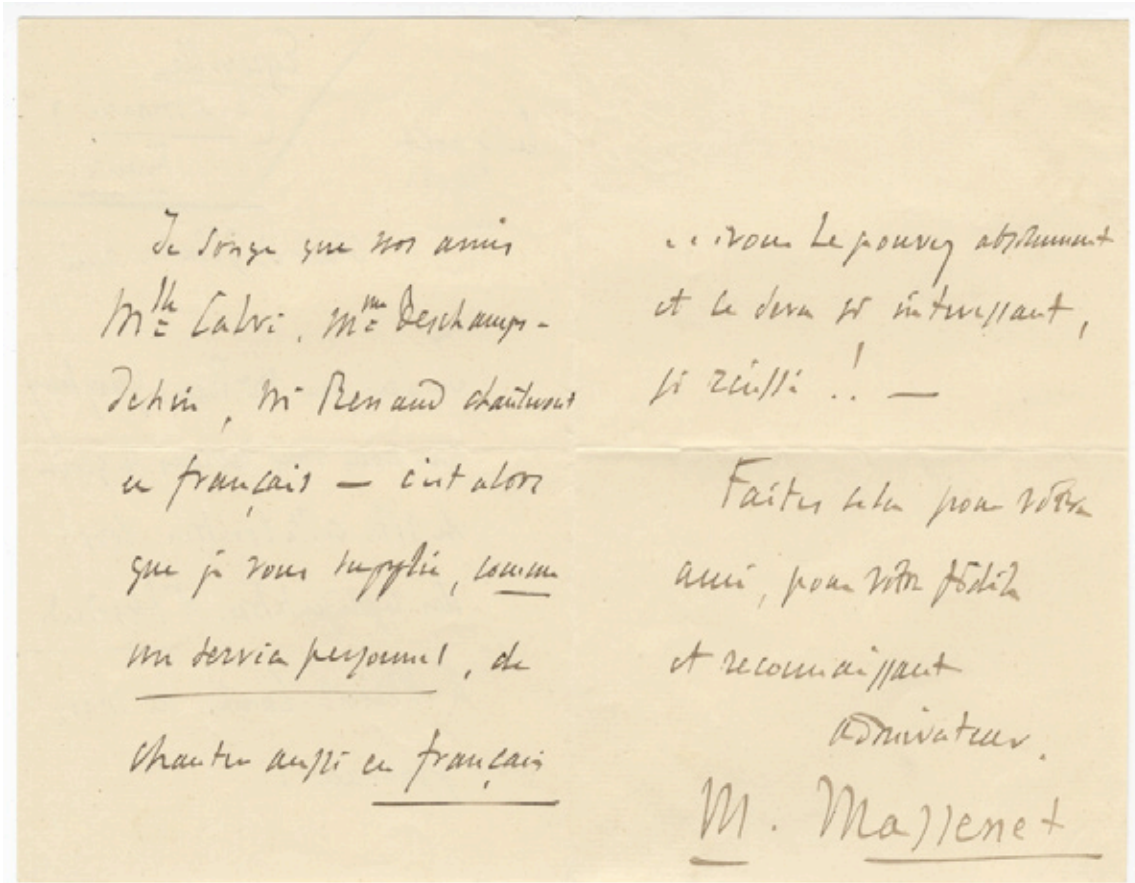 Je songe que nos amis
Mlle Calvé, Mme Deschamps-
Jehin, Mr Renaud chanteront
en français — c'est alors
que je vous supplie, comme
un service personnel, de
chanter aussi en français
... vous le pouvez absolument
et ce sera si intéressant,
si réussi !! —
Faites cela pour votre
ami, pour votre fidèle
et reconnaissant
admirateur.
M. Massenet